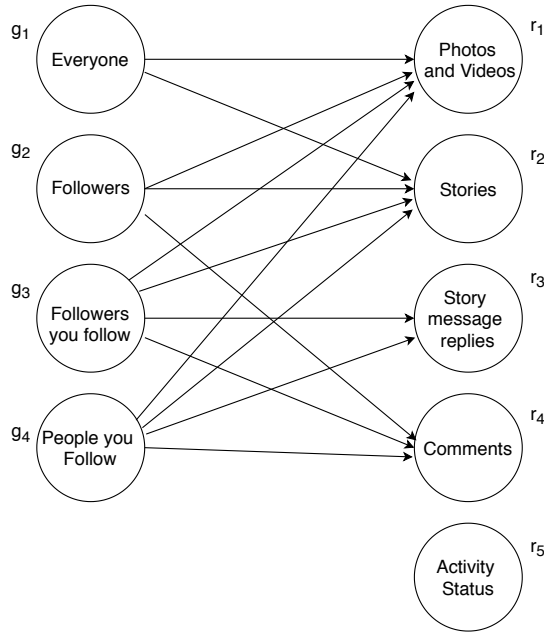 g1
Everyone
r1
Photos
and Videos
g2
Followers
r2
Stories
g3
Followers
you follow
r3
Story
message
replies
g4
People you
Follow
r4
Comments
r5
Activity
Status